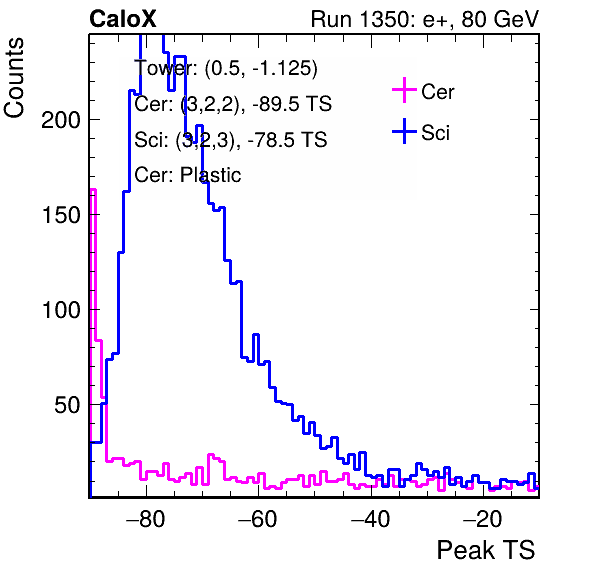 CaloX Run 1350: e+, 80 GeV
Counts
Tower: (0.5, -1.125)
Cer: (3,2,2), -89.5 TS
Sci: (3,2,3), -78.5 TS
Cer: Plastic
Cer
Sci
200
150
100
50
−80 −60 −40 −20
Peak TS